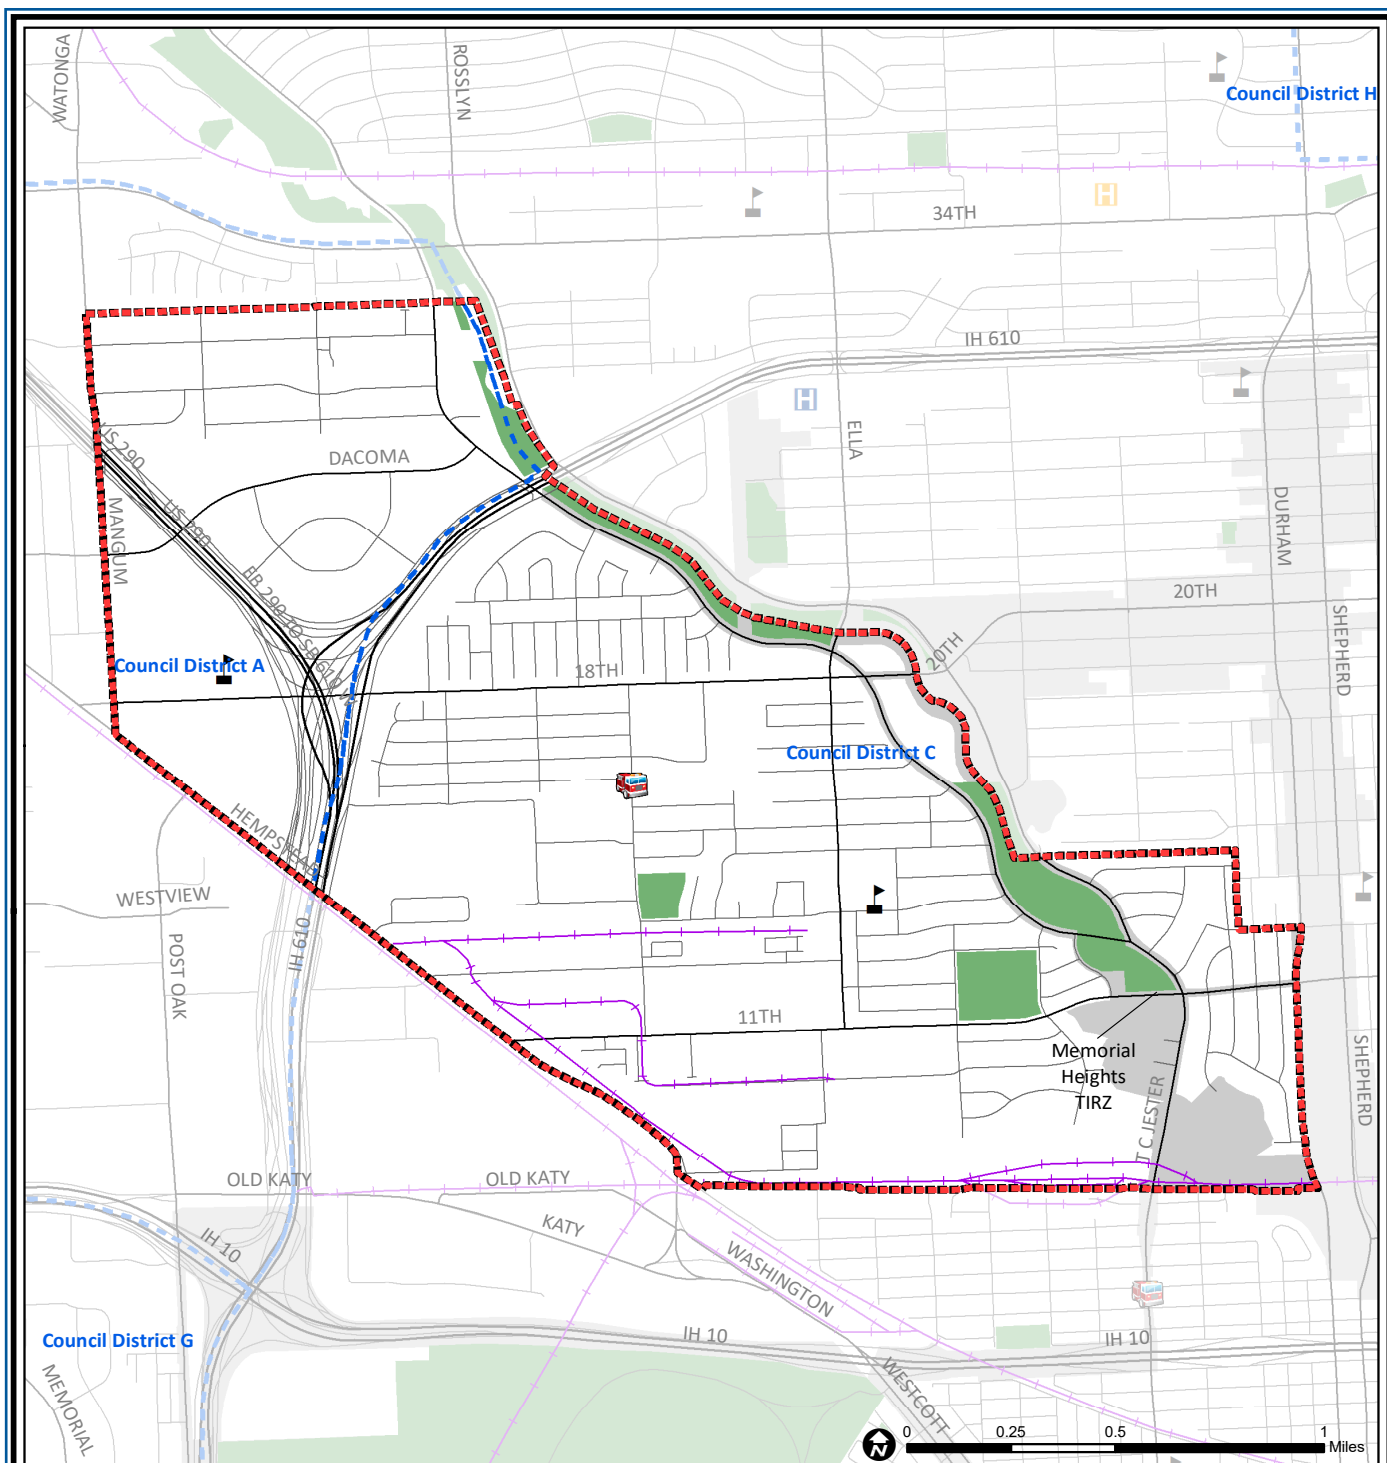 WATONGA
ROSSLYN
Council District H
34TH
IH 610
ELLA
DACOMA
US 290
MANGUM
US 290
EB 290 TO SB 610 W
DURHAM
20TH
SHEPHERD
20TH
Council District A
18TH
Council District C
HEMPSTEAD
WESTVIEW
POST OAK
IH 610
11TH
Memorial
Heights
TIRZ
SHEPHERD
T C JESTER
OLD KATY
OLD KATY
KATY
IH 10
WASHINGTON
IH 10
IH 10
Council District G
MEMORIAL
WESTCOTT
H
H
N
0 0.25 0.5 1
Miles